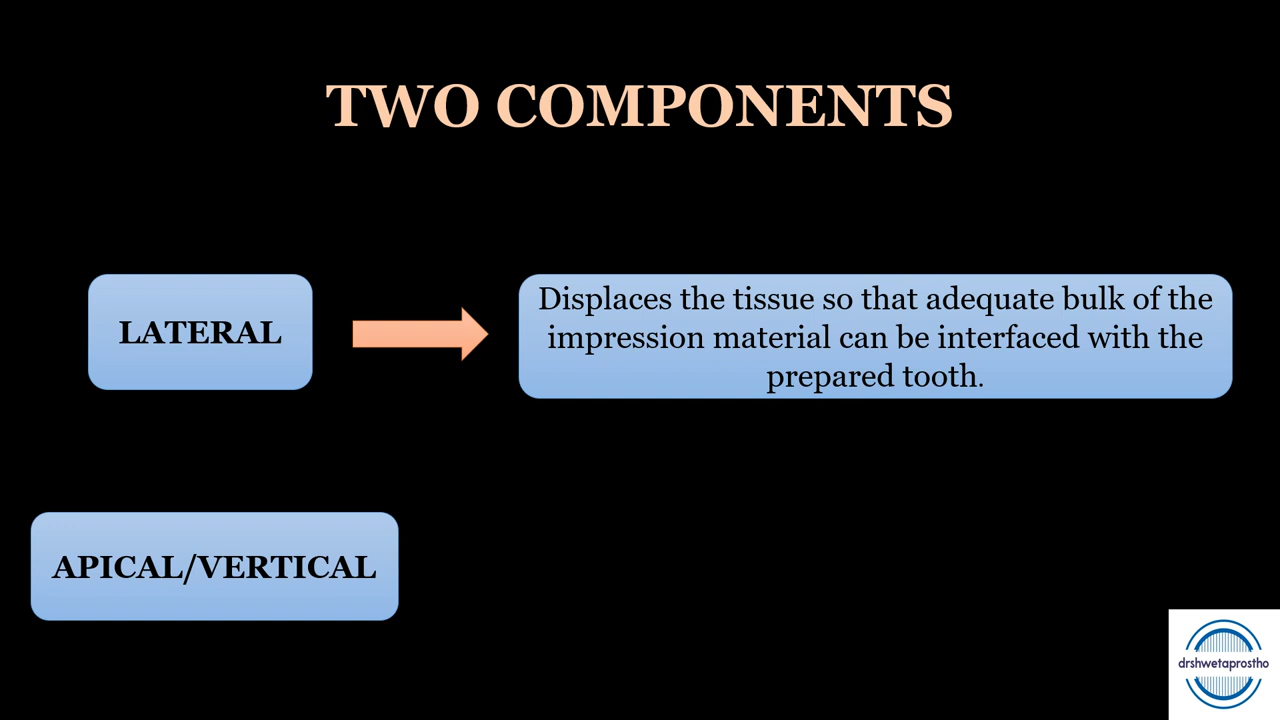 TWO COMPONENTS
LATERAL
Displaces the tissue so that adequate bulk of the
impression material can be interfaced with the
prepared tooth.
APICAL/VERTICAL
drshwetaprostho